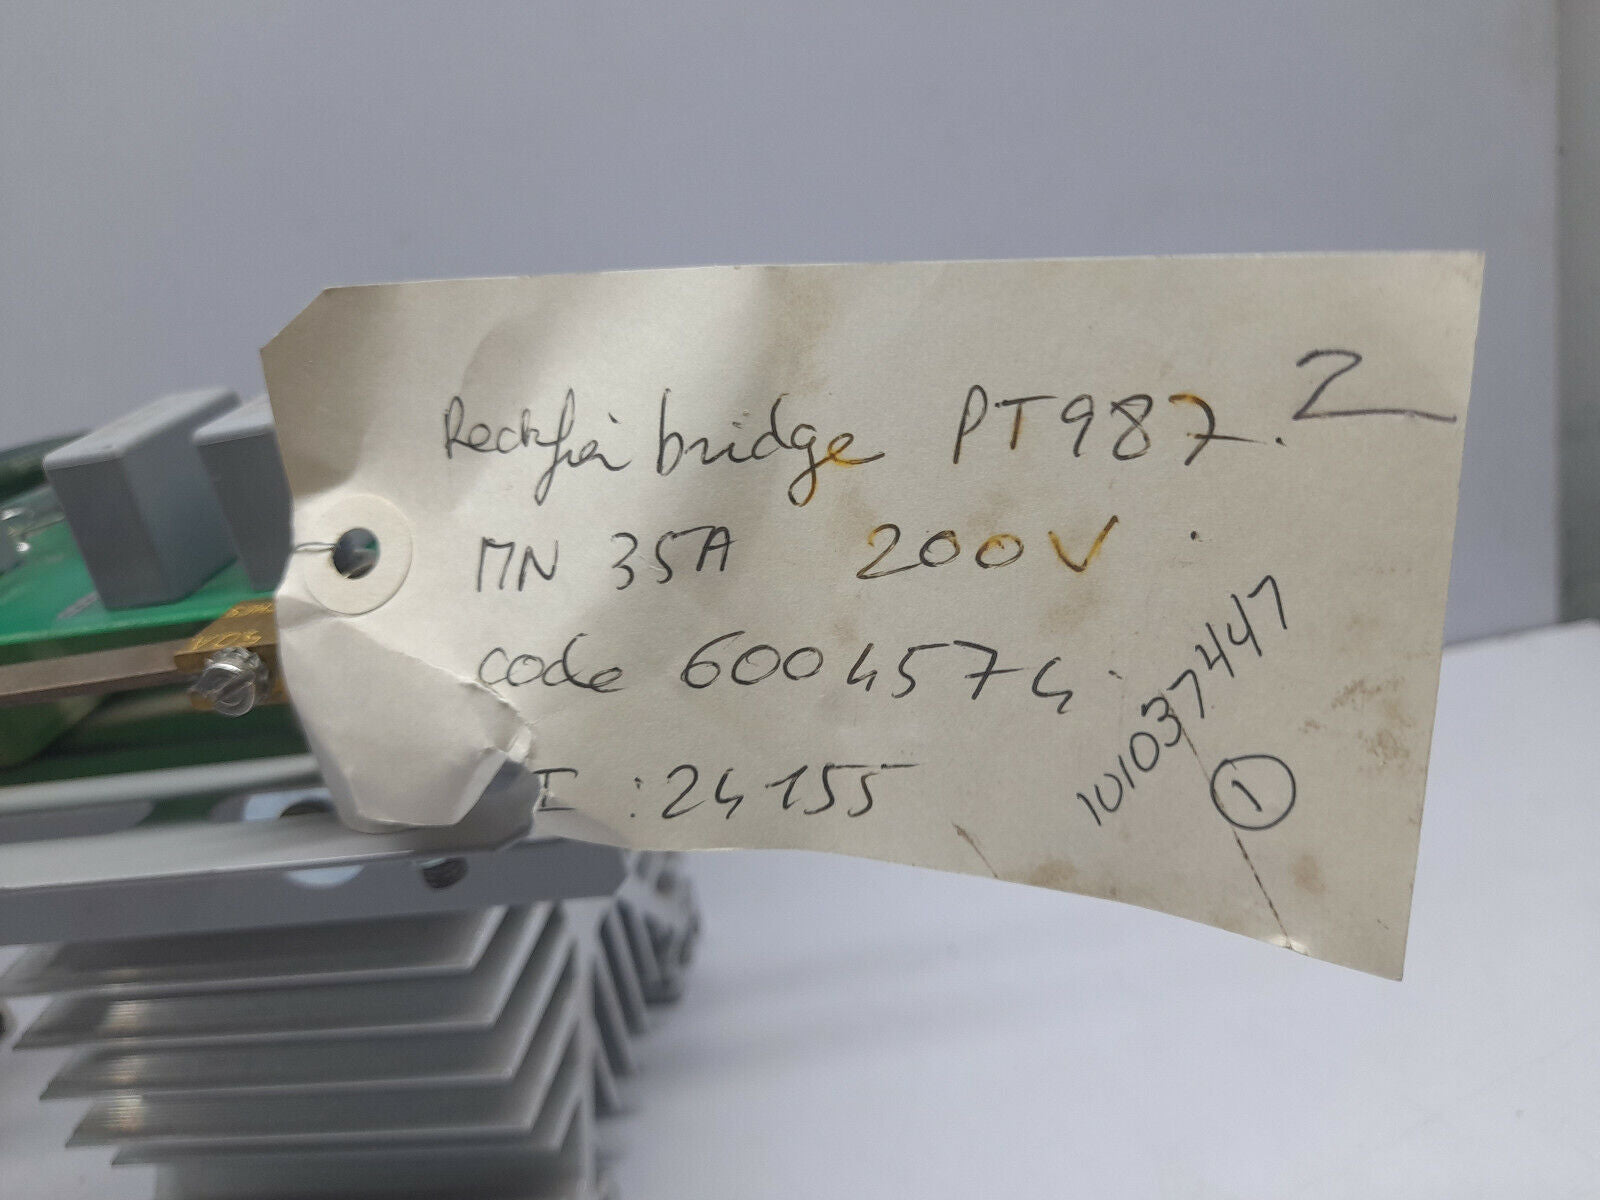 Rectifier bridge PT987. 2
MN 35A 200V
code 6004574
I : 24155
101037447
1